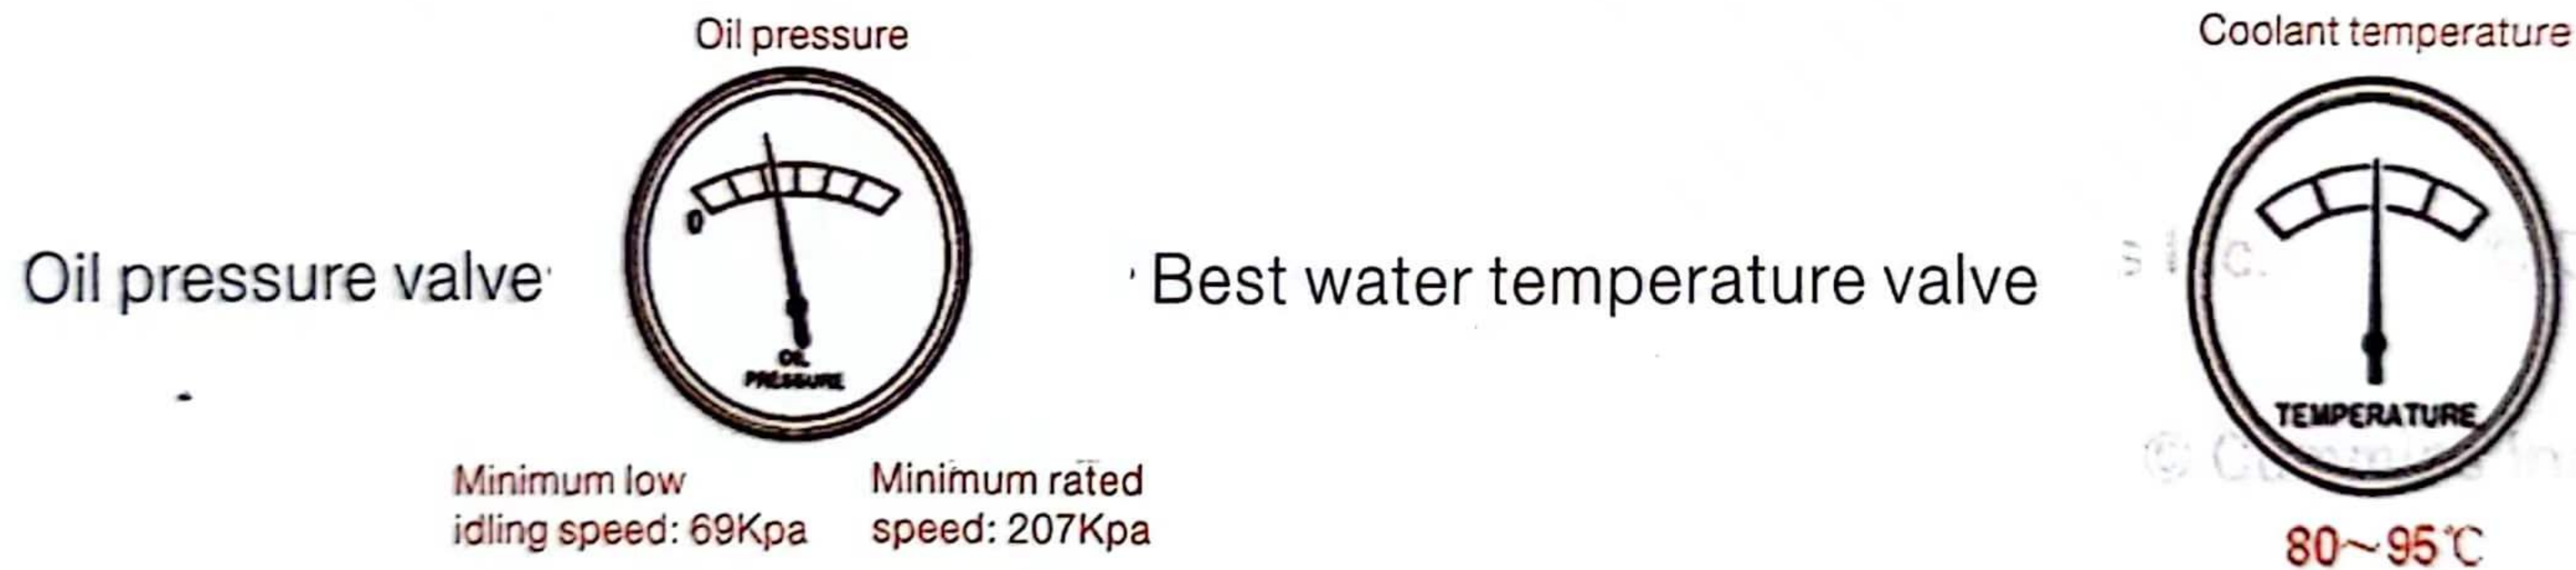 Oil pressure
Coolant temperature
0
Oil pressure valve
Best water temperature valve
OIL
PRESSURE
TEMPERATURE
Minimum low
idling speed: 69Kpa
Minimum rated
speed: 207Kpa
80~95℃